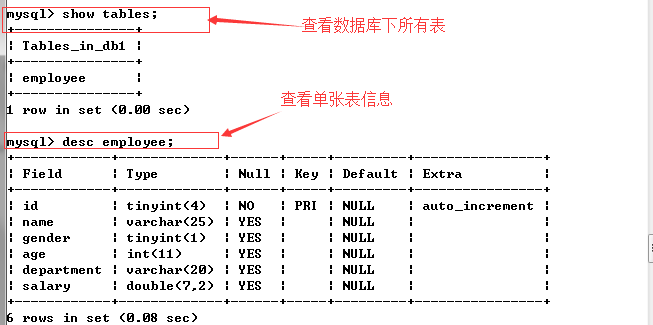 mysql> show tables;
查看数据库下所有表
+---------------+
¦ Tables_in_db1 ¦
+---------------+
¦ employee      ¦
+---------------+
1 row in set (0.00 sec)
查看单张表信息
mysql> desc employee;
+------------+-------------+------+-----+---------+----------------+
¦ Field      ¦ Type        ¦ Null ¦ Key ¦ Default ¦ Extra          ¦
+------------+-------------+------+-----+---------+----------------+
¦ id         ¦ tinyint(4)  ¦ NO   ¦ PRI ¦ NULL    ¦ auto_increment ¦
¦ name       ¦ varchar(25) ¦ YES  ¦     ¦ NULL    ¦                ¦
¦ gender     ¦ tinyint(1)  ¦ YES  ¦     ¦ NULL    ¦                ¦
¦ age        ¦ int(11)     ¦ YES  ¦     ¦ NULL    ¦                ¦
¦ department ¦ varchar(20) ¦ YES  ¦     ¦ NULL    ¦                ¦
¦ salary     ¦ double(7,2) ¦ YES  ¦     ¦ NULL    ¦                ¦
+------------+-------------+------+-----+---------+----------------+
6 rows in set (0.08 sec)